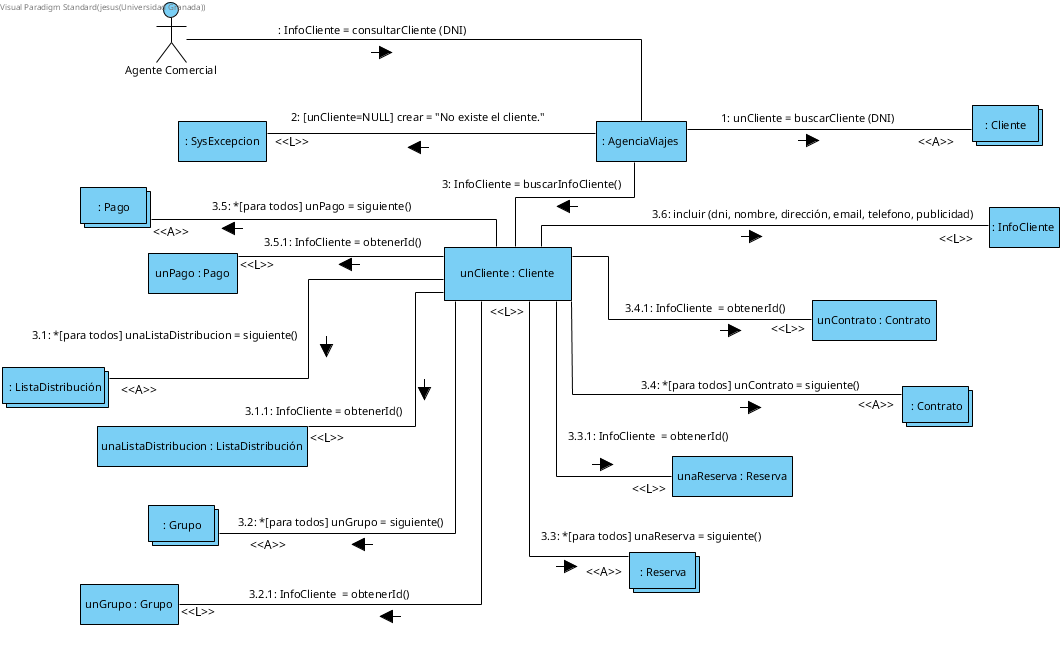 Visual Paradigm Standard(jesus(Universidad Granada))
: InfoCliente = consultarCliente (DNI)
Agente Comercial
2: [unCliente=NULL] crear = "No existe el cliente."
1: unCliente = buscarCliente (DNI)
: Cliente
: SysExcepcion
<<L>>
: AgenciaViajes
<<A>>
3: InfoCliente = buscarInfoCliente()
: Pago
3.5: *[para todos] unPago = siguiente()
<<A>>
3.6: incluir (dni, nombre, dirección, email, telefono, publicidad)
: InfoCliente
<<L>>
3.5.1: InfoCliente = obtenerId()
unPago : Pago
<<L>>
unCliente : Cliente
<<L>>
3.4.1: InfoCliente  = obtenerId()
unContrato : Contrato
<<L>>
3.1: *[para todos] unaListaDistribucion = siguiente()
: ListaDistribución
<<A>>
3.4: *[para todos] unContrato = siguiente()
<<A>>
: Contrato
3.1.1: InfoCliente = obtenerId()
unaListaDistribucion : ListaDistribución
<<L>>
3.3.1: InfoCliente  = obtenerId()
unaReserva : Reserva
<<L>>
: Grupo
3.2: *[para todos] unGrupo = siguiente()
<<A>>
3.3: *[para todos] unaReserva = siguiente()
<<A>>
: Reserva
3.2.1: InfoCliente  = obtenerId()
unGrupo : Grupo
<<L>>